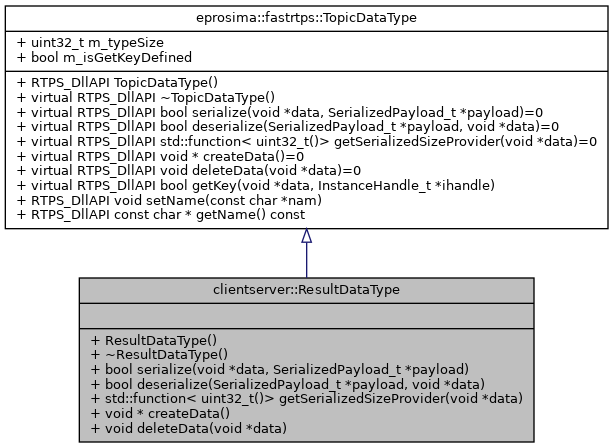 eprosima::fastrtps::TopicDataType
+ uint32_t m_typeSize
+ bool m_isGetKeyDefined
+ RTPS_DllAPI TopicDataType()
+ virtual RTPS_DllAPI ~TopicDataType()
+ virtual RTPS_DllAPI bool serialize(void *data, SerializedPayload_t *payload)=0
+ virtual RTPS_DllAPI bool deserialize(SerializedPayload_t *payload, void *data)=0
+ virtual RTPS_DllAPI std::function< uint32_t()> getSerializedSizeProvider(void *data)=0
+ virtual RTPS_DllAPI void * createData()=0
+ virtual RTPS_DllAPI void deleteData(void *data)=0
+ virtual RTPS_DllAPI bool getKey(void *data, InstanceHandle_t *ihandle)
+ RTPS_DllAPI void setName(const char *nam)
+ RTPS_DllAPI const char * getName() const
clientserver::ResultDataType
+ ResultDataType()
+ ~ResultDataType()
+ bool serialize(void *data, SerializedPayload_t *payload)
+ bool deserialize(SerializedPayload_t *payload, void *data)
+ std::function< uint32_t()> getSerializedSizeProvider(void *data)
+ void * createData()
+ void deleteData(void *data)